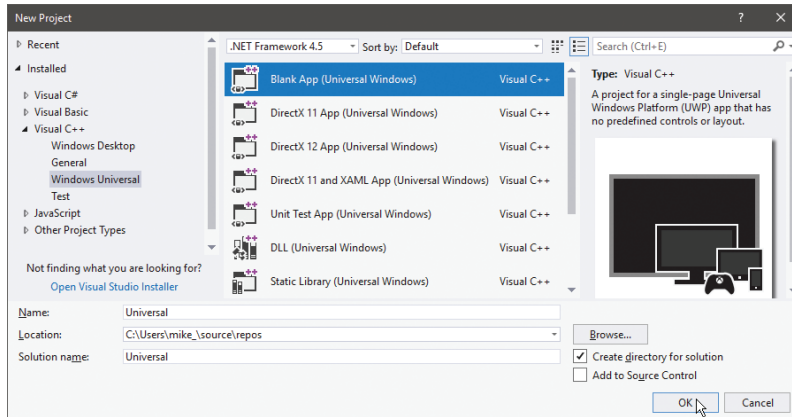 New Project
?
Recent
Installed
Visual C#
Visual Basic
Visual C++
Windows Desktop
General
Windows Universal
Test
JavaScript
Other Project Types
Not finding what you are looking for?
Open Visual Studio Installer
.NET Framework 4.5 Sort by: Default
Blank App (Universal Windows) Visual C++
DirectX 11 App (Universal Windows) Visual C++
DirectX 12 App (Universal Windows) Visual C++
DirectX 11 and XAML App (Universal Windows) Visual C++
Unit Test App (Universal Windows) Visual C++
DLL (Universal Windows) Visual C++
Static Library (Universal Windows) Visual C++
Search (Ctrl+E)
Type: Visual C++
A project for a single-page Universal
Windows Platform (UWP) app that has
no predefined controls or layout.
Name: Universal
Location: C:\Users\mike_\source\repos Browse...
Solution name: Universal
Create directory for solution
Add to Source Control
OK Cancel